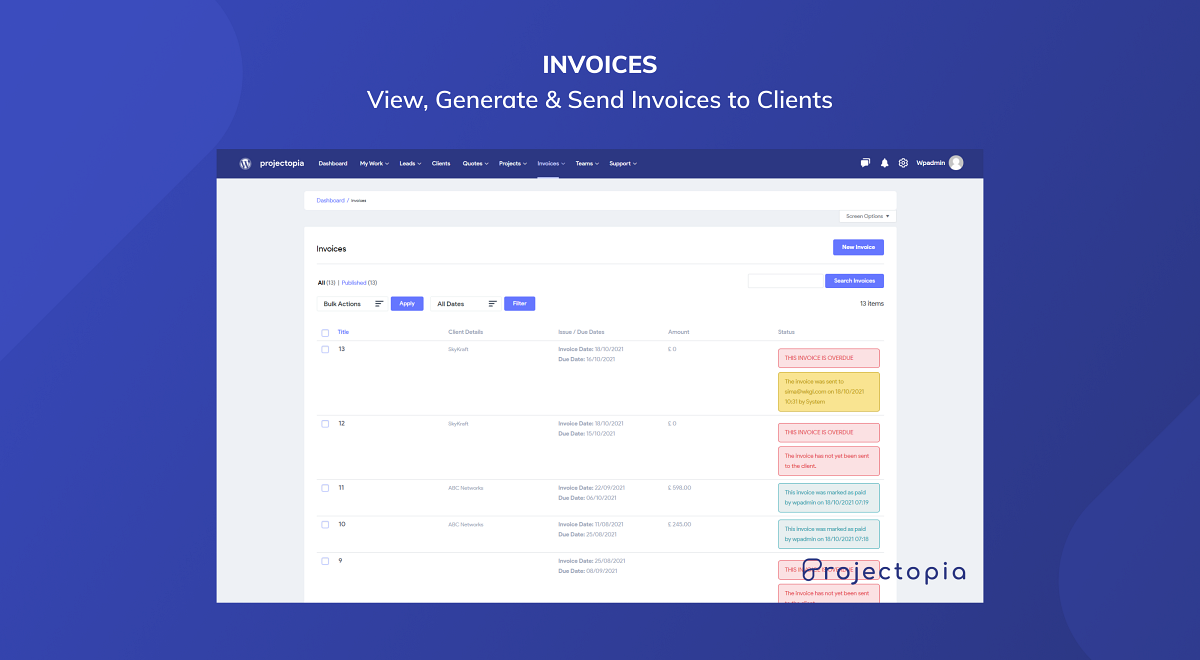 INVOICES
View, Generate & Send Invoices to Clients
projectopia Dashboard My Work Leads Clients Quotes Projects Invoices Teams Support Wpadmin
Dashboard / Invoices
Screen Options
Invoices
New Invoice
All (13) | Published (13)
Search Invoices
Bulk Actions Apply All Dates Filter
13 items
Title Client Details Issue / Due Dates Amount Status
13 SkyKraft Invoice Date: 18/10/2021 £ 0
Due Date: 16/10/2021
THIS INVOICE IS OVERDUE
The invoice was sent to
on 18/10/2021
10:31 by System
12 SkyKraft Invoice Date: 18/10/2021 £ 0
Due Date: 15/10/2021
THIS INVOICE IS OVERDUE
The invoice has not yet been sent
to the client.
11 ABC Networks Invoice Date: 22/09/2021 £ 598.00
Due Date: 06/10/2021
This invoice was marked as paid
by wpadmin on 18/10/2021 07:19
10 ABC Networks Invoice Date: 11/08/2021 £ 245.00
Due Date: 25/08/2021
This invoice was marked as paid
by wpadmin on 18/10/2021 07:18
9 Invoice Date: 25/08/2021
Due Date: 08/09/2021
THIS
Projectopia
The invoice has not yet been sent